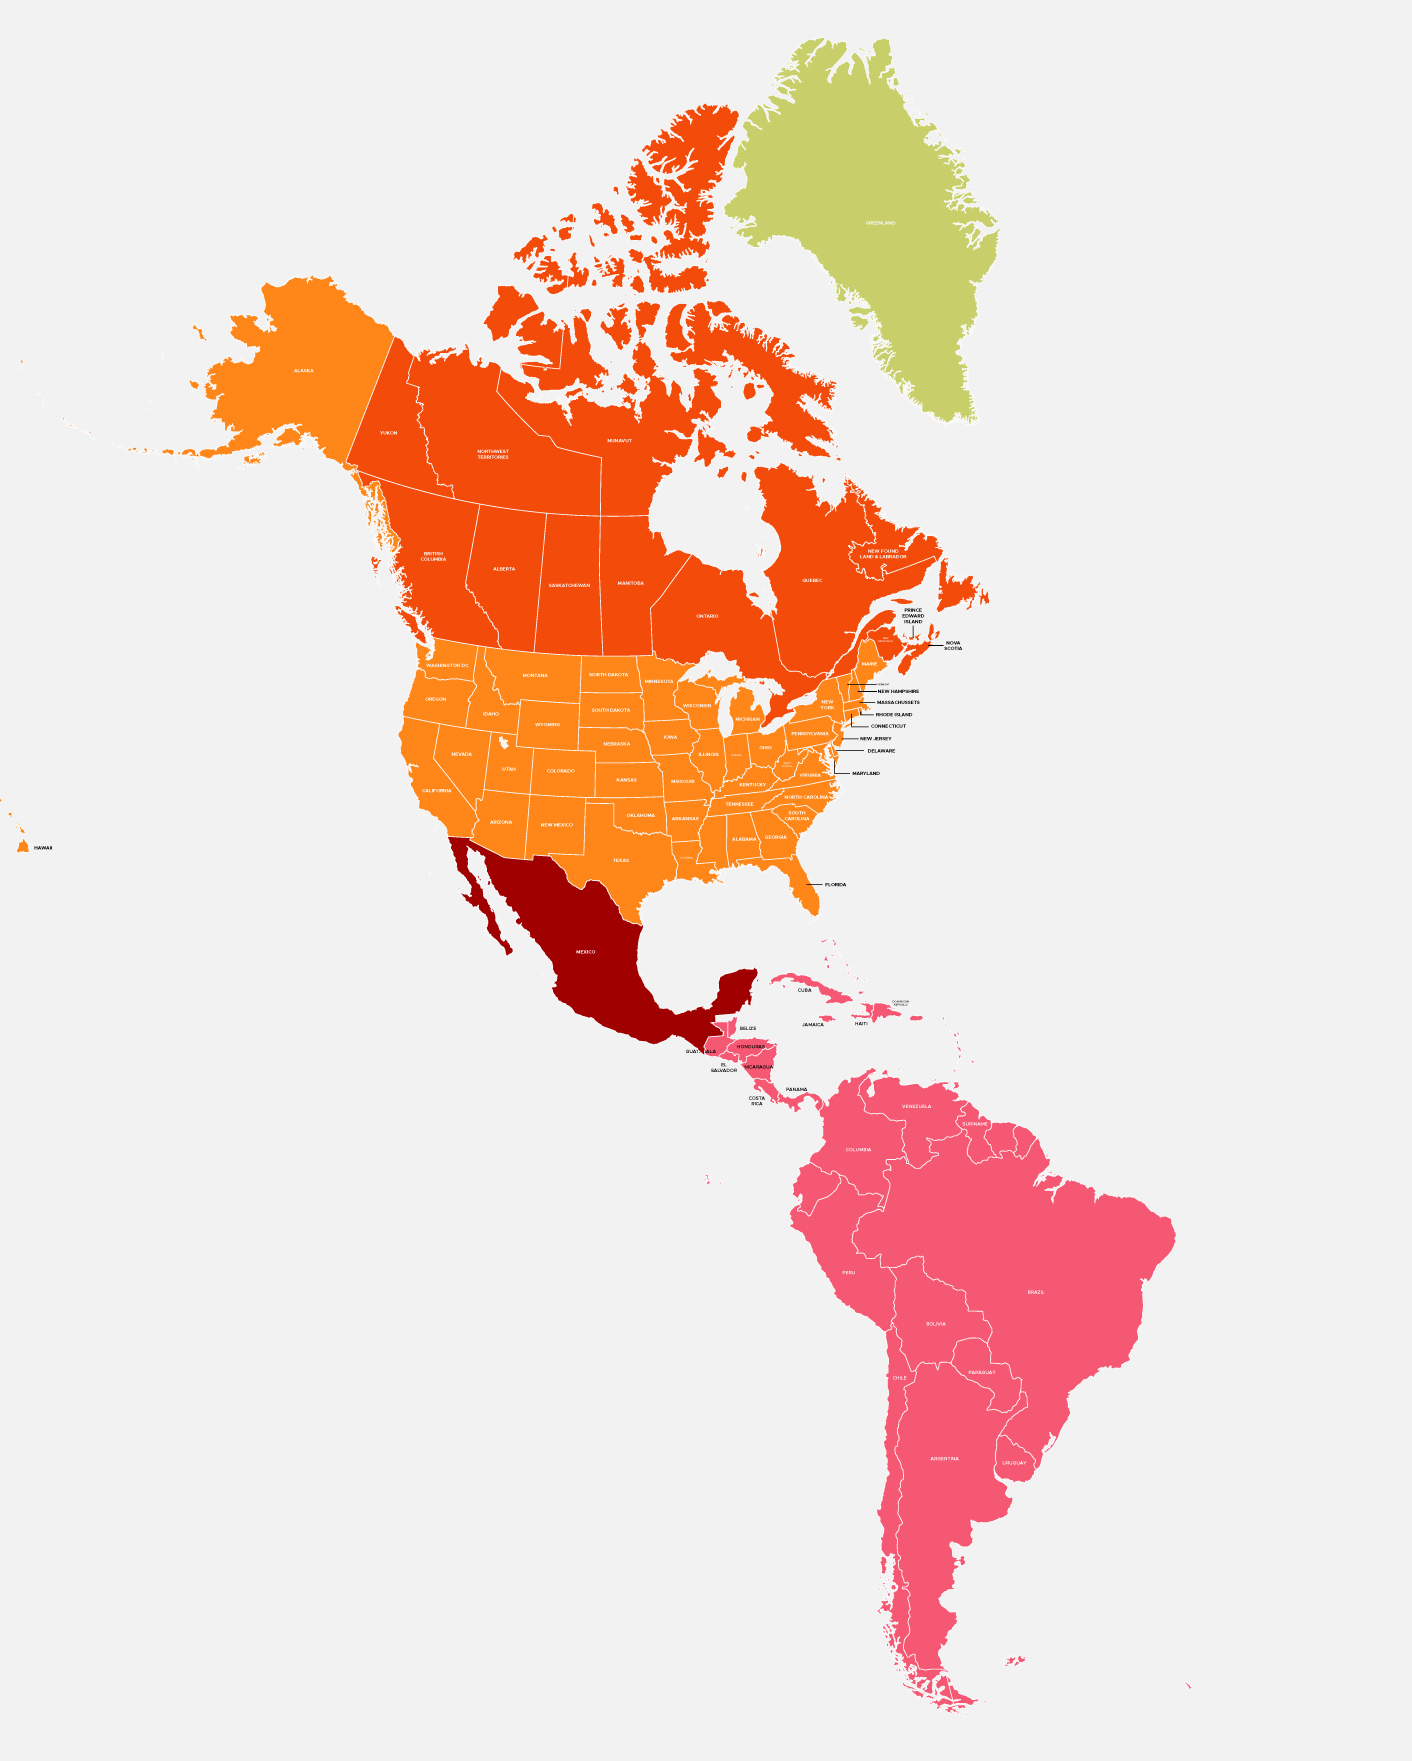 GREENLAND
ALASKA
YUKON
NORTHWEST
TERRITORIES
NUNAVUT
BRITISH
COLUMBIA
ALBERTA
SASKATCHEWAN
MANITOBA
ONTARIO
QUEBEC
NEW FOUND
LAND & LABRADOR
PRINCE
EDWARD
ISLAND
NOVA
SCOTIA
WASHINGTON DC
MONTANA
NORTH DAKOTA
MINNESOTA
MAINE
OREGON
IDAHO
WYOMING
SOUTH DAKOTA
WISCONSIN
MICHIGAN
NEW
YORK
VERMONT
NEW HAMPSHIRE
MASSACHUSSETS
RHODE ISLAND
CONNECTICUT
NEW JERSEY
DELAWARE
MARYLAND
NEVADA
UTAH
COLORADO
NEBRASKA
IOWA
ILLINOIS
OHIO
PENNSYLVANIA
CALIFORNIA
KANSAS
MISSOURI
KENTUCKY
VIRGINIA
ARIZONA
NEW MEXICO
OKLAHOMA
ARKANSAS
TENNESSEE
NORTH CAROLINA
SOUTH
CAROLINA
HAWAII
TEXAS
ALABAMA
GEORGIA
FLORIDA
MEXICO
CUBA
JAMAICA
HAITI
DOMINICAN
REPUBLIC
BELIZE
GUATEMALA
HONDURAS
EL
SALVADOR
NICARAGUA
COSTA
RICA
PANAMA
VENEZUELA
SURINAME
COLUMBIA
PERU
BRAZIL
BOLIVIA
PARAGUAY
CHILE
ARGENTINA
URUGUAY